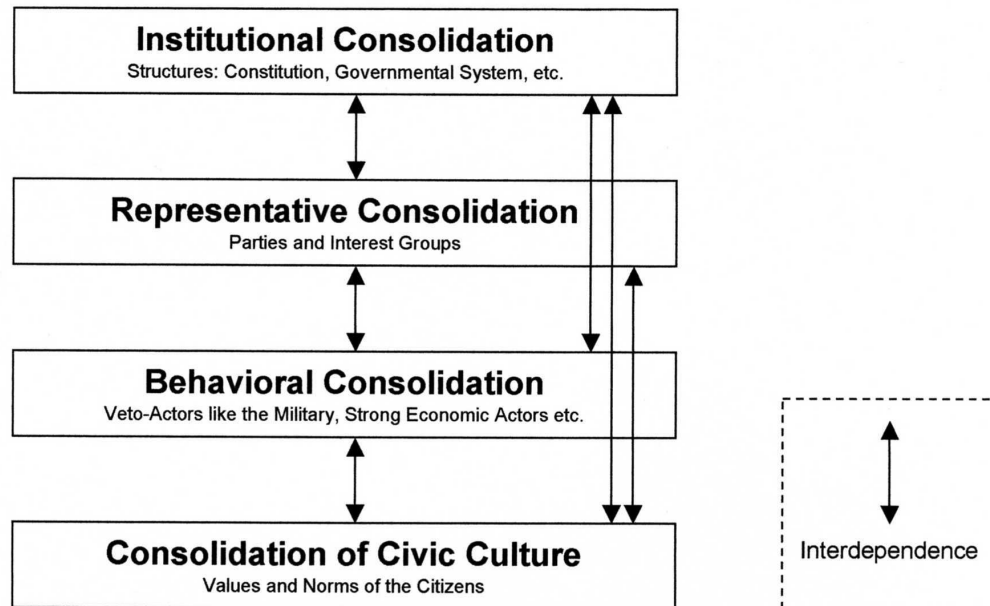 Institutional Consolidation
Structures: Constitution, Governmental System, etc.
Representative Consolidation
Parties and Interest Groups
Behavioral Consolidation
Veto-Actors like the Military, Strong Economic Actors etc.
Consolidation of Civic Culture
Values and Norms of the Citizens
Interdependence